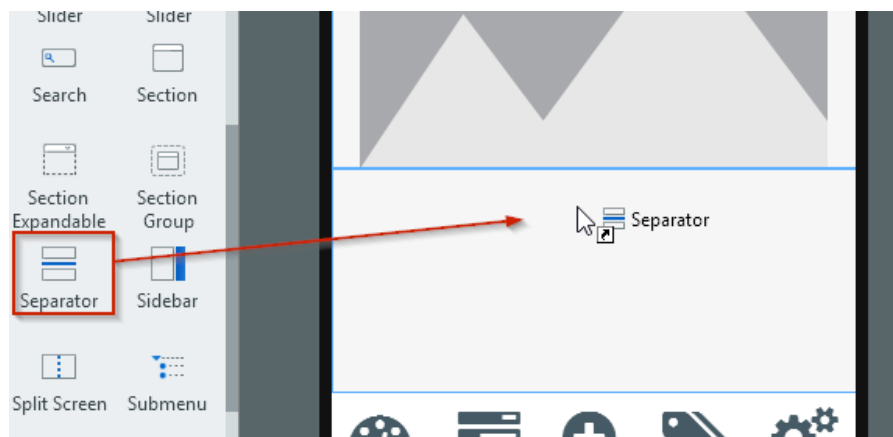 Slider Slider
Search Section
Section Section
Expandable Group
Separator Sidebar
Split Screen Submenu
Separator